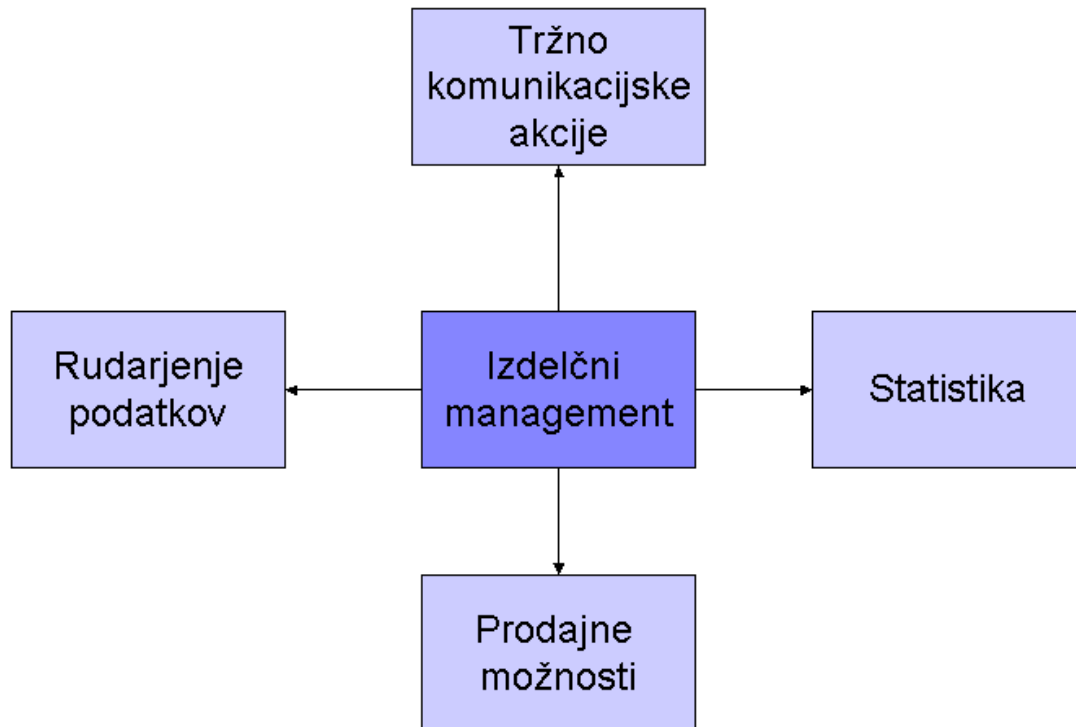 Tržno
komunikacijske
akcije
Rudarjenje
podatkov
Izdelčni
management
Statistika
Prodajne
možnosti